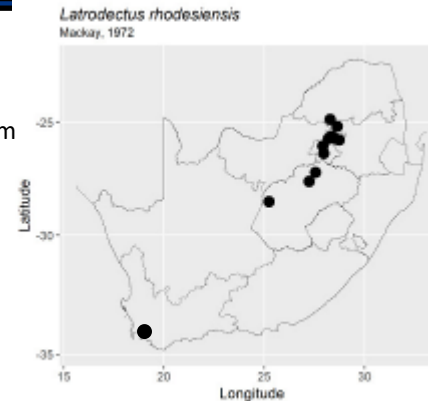 Latrodectus rhodesiensis
Mackay, 1972
m
-25
-30
-35
Latitude
15
20
25
30
Longitude